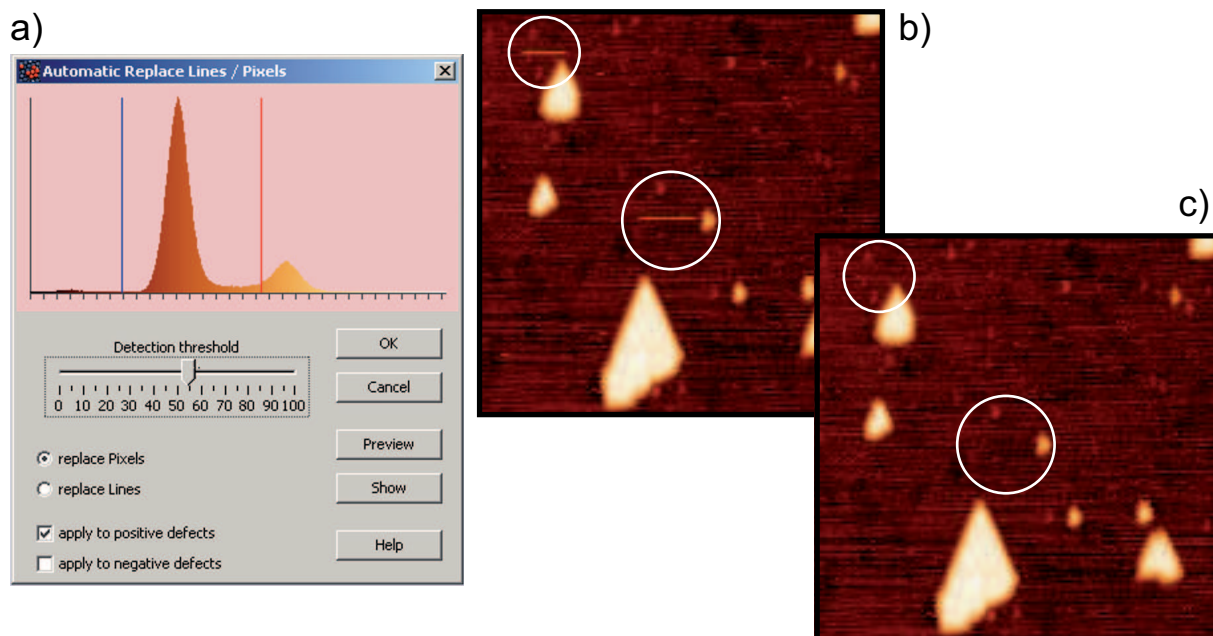 a)
b)
Automatic Replace Lines / Pixels
c)
Detection threshold
0 10 20 30 40 50 60 70 80 90 100
replace Pixels
replace Lines
apply to positive defects
apply to negative defects
OK
Cancel
Preview
Show
Help